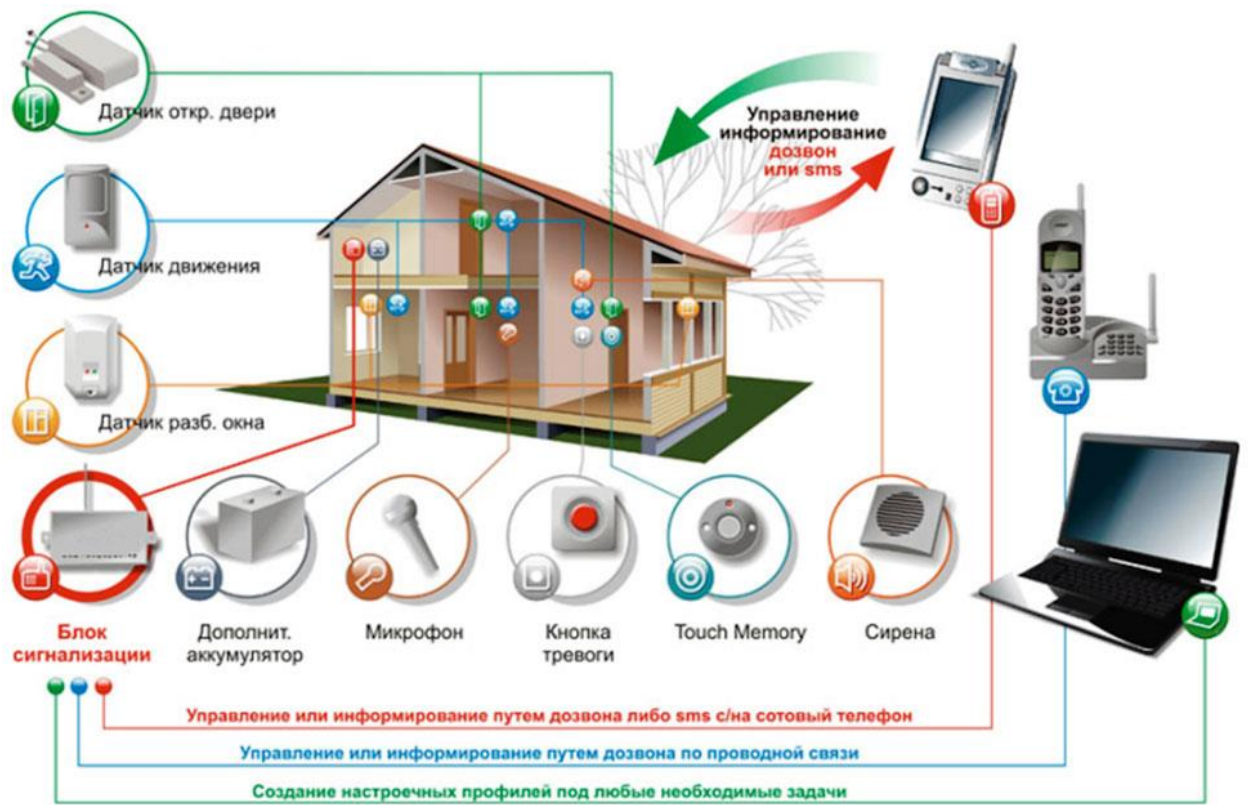 Датчик откр. двери
Управление
информирование
дозвон
или sms
Датчик движения
Датчик разб. окна
Блок
сигнализации
Дополнит.
аккумулятор
Микрофон
Кнопка
тревоги
Touch Memory
Сирена
Управление или информирование путем дозвона либо sms с/на сотовый телефон
Управление или информирование путем дозвона по проводной связи
Создание настроечных профилей под любые необходимые задачи